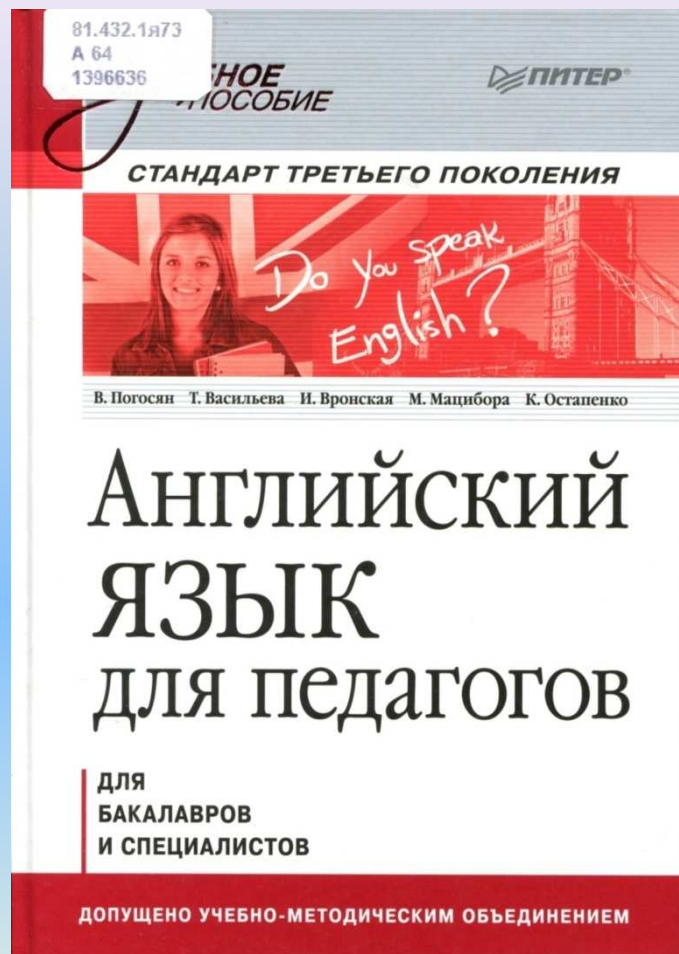 81.432.1я73
А 64
1396636
ПОСОБИЕ
ПИТЕР®
СТАНДАРТ ТРЕТЬЕГО ПОКОЛЕНИЯ
Do You speak
English?
В. Погосян Т. Васильева И. Вронская М. Мацибора К. Остапенко
Английский
язык
для педагогов
ДЛЯ
БАКАЛАВРОВ
И СПЕЦИАЛИСТОВ
ДОПУЩЕНО УЧЕБНО-МЕТОДИЧЕСКИМ ОБЪЕДИНЕНИЕМ